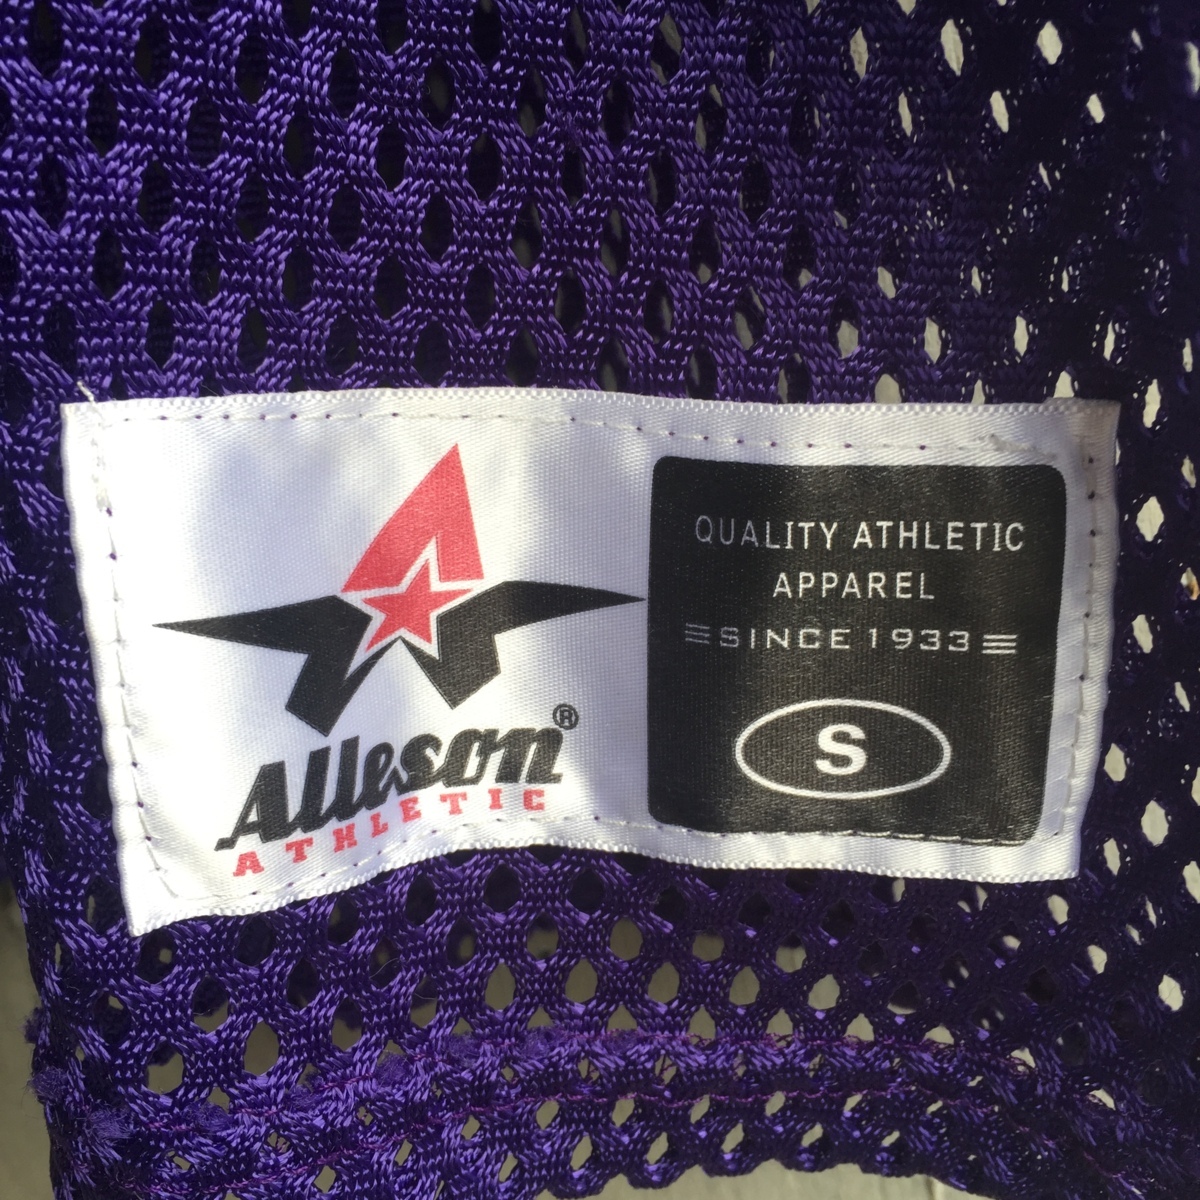 Alleson®
ATHLETIC
QUALITY ATHLETIC
APPAREL
SINCE 1933
S